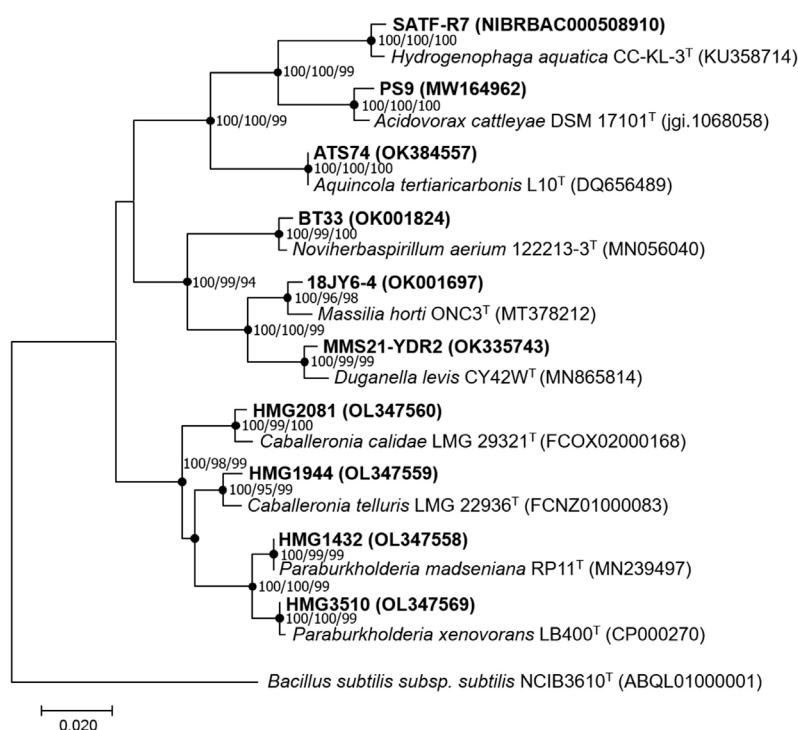 SATF-R7 (NIBRBAC000508910)
100/100/100
Hydrogenophaga aquatica CC-KL-3ᵀ (KU358714)
100/100/99
PS9 (MW164962)
100/100/100
Acidovorax cattleyae DSM 17101ᵀ (jgi.1068058)
100/100/99
ATS74 (OK384557)
100/100/100
Aquincola tertiaricarbonis L10ᵀ (DQ656489)
BT33 (OK001824)
100/99/100
Noviherbaspirillum aerium 122213-3ᵀ (MN056040)
100/99/94
18JY6-4 (OK001697)
100/96/98
Massilia horti ONC3ᵀ (MT378212)
100/100/99
MMS21-YDR2 (OK335743)
100/99/99
Duganella levis CY42Wᵀ (MN865814)
HMG2081 (OL347560)
100/99/100
Caballeronia calidae LMG 29321ᵀ (FCOX02000168)
100/98/99
HMG1944 (OL347559)
100/95/99
Caballeronia telluris LMG 22936ᵀ (FCNZ01000083)
HMG1432 (OL347558)
100/99/99
Paraburkholderia madseniana RP11ᵀ (MN239497)
100/100/99
HMG3510 (OL347569)
100/100/99
Paraburkholderia xenovorans LB400ᵀ (CP000270)
Bacillus subtilis subsp. subtilis NCIB3610ᵀ (ABQL01000001)
0.020